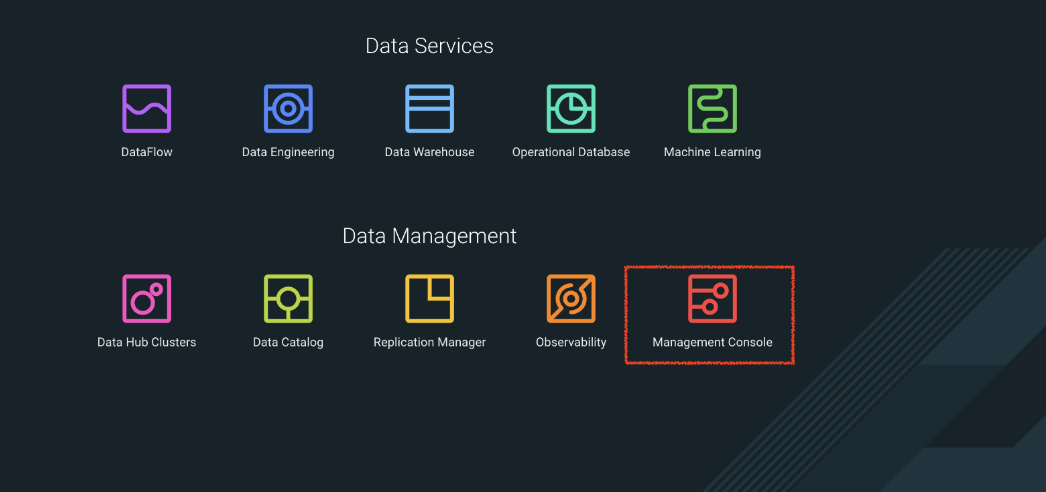 Data Services
DataFlow
Data Engineering
Data Warehouse
Operational Database
Machine Learning
Data Management
Data Hub Clusters
Data Catalog
Replication Manager
Observability
Management Console